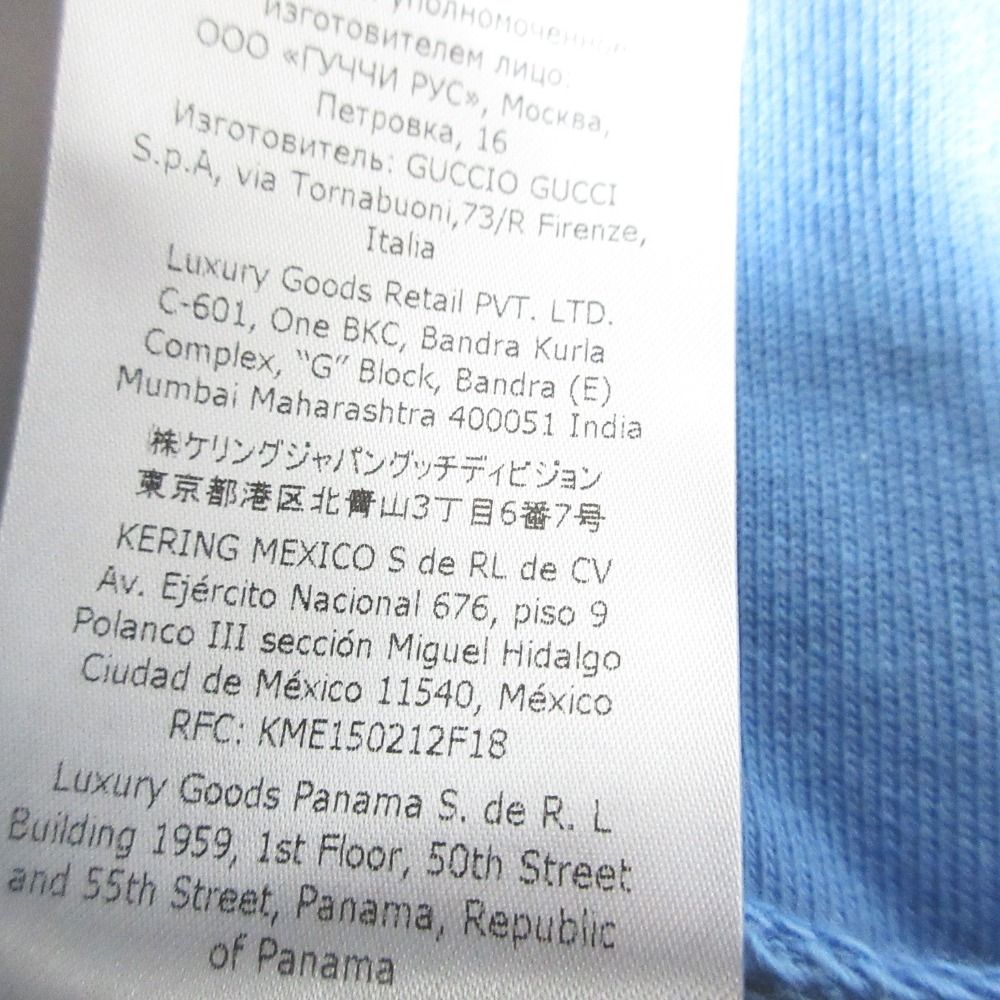 уполномоченное
изготовителем лицо:
ООО «ГУЧЧИ РУС», Москва,
Петровка, 16
Изготовитель: GUCCIO GUCCI
S.p.A, via Tornabuoni,73/R Firenze,
Italia
Luxury Goods Retail PVT. LTD.
C-601, One BKC, Bandra Kurla
Complex, “G” Block, Bandra (E)
Mumbai Maharashtra 400051 India
㈱ケリングジャパングッチディビジョン
東京都港区北青山3丁目6番7号
KERING MEXICO S de RL de CV
Av. Ejército Nacional 676, piso 9
Polanco III sección Miguel Hidalgo
Ciudad de México 11540, México
RFC: KME150212F18
Luxury Goods Panama S. de R. L
Building 1959, 1st Floor, 50th Street
and 55th Street, Panama, Republic
of Panama